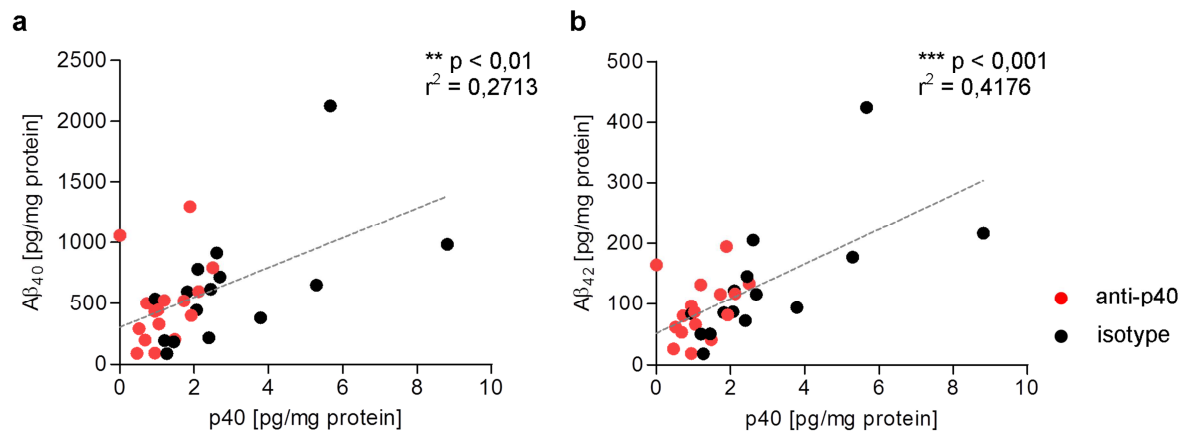 a
** p < 0,01
r² = 0,2713
2500
2000
1500
1000
500
0
Aβ₄₀ [pg/mg protein]
0 2 4 6 8 10
p40 [pg/mg protein]
b
*** p < 0,001
r² = 0,4176
500
400
300
200
100
0
Aβ₄₂ [pg/mg protein]
0 2 4 6 8 10
p40 [pg/mg protein]
anti-p40
isotype